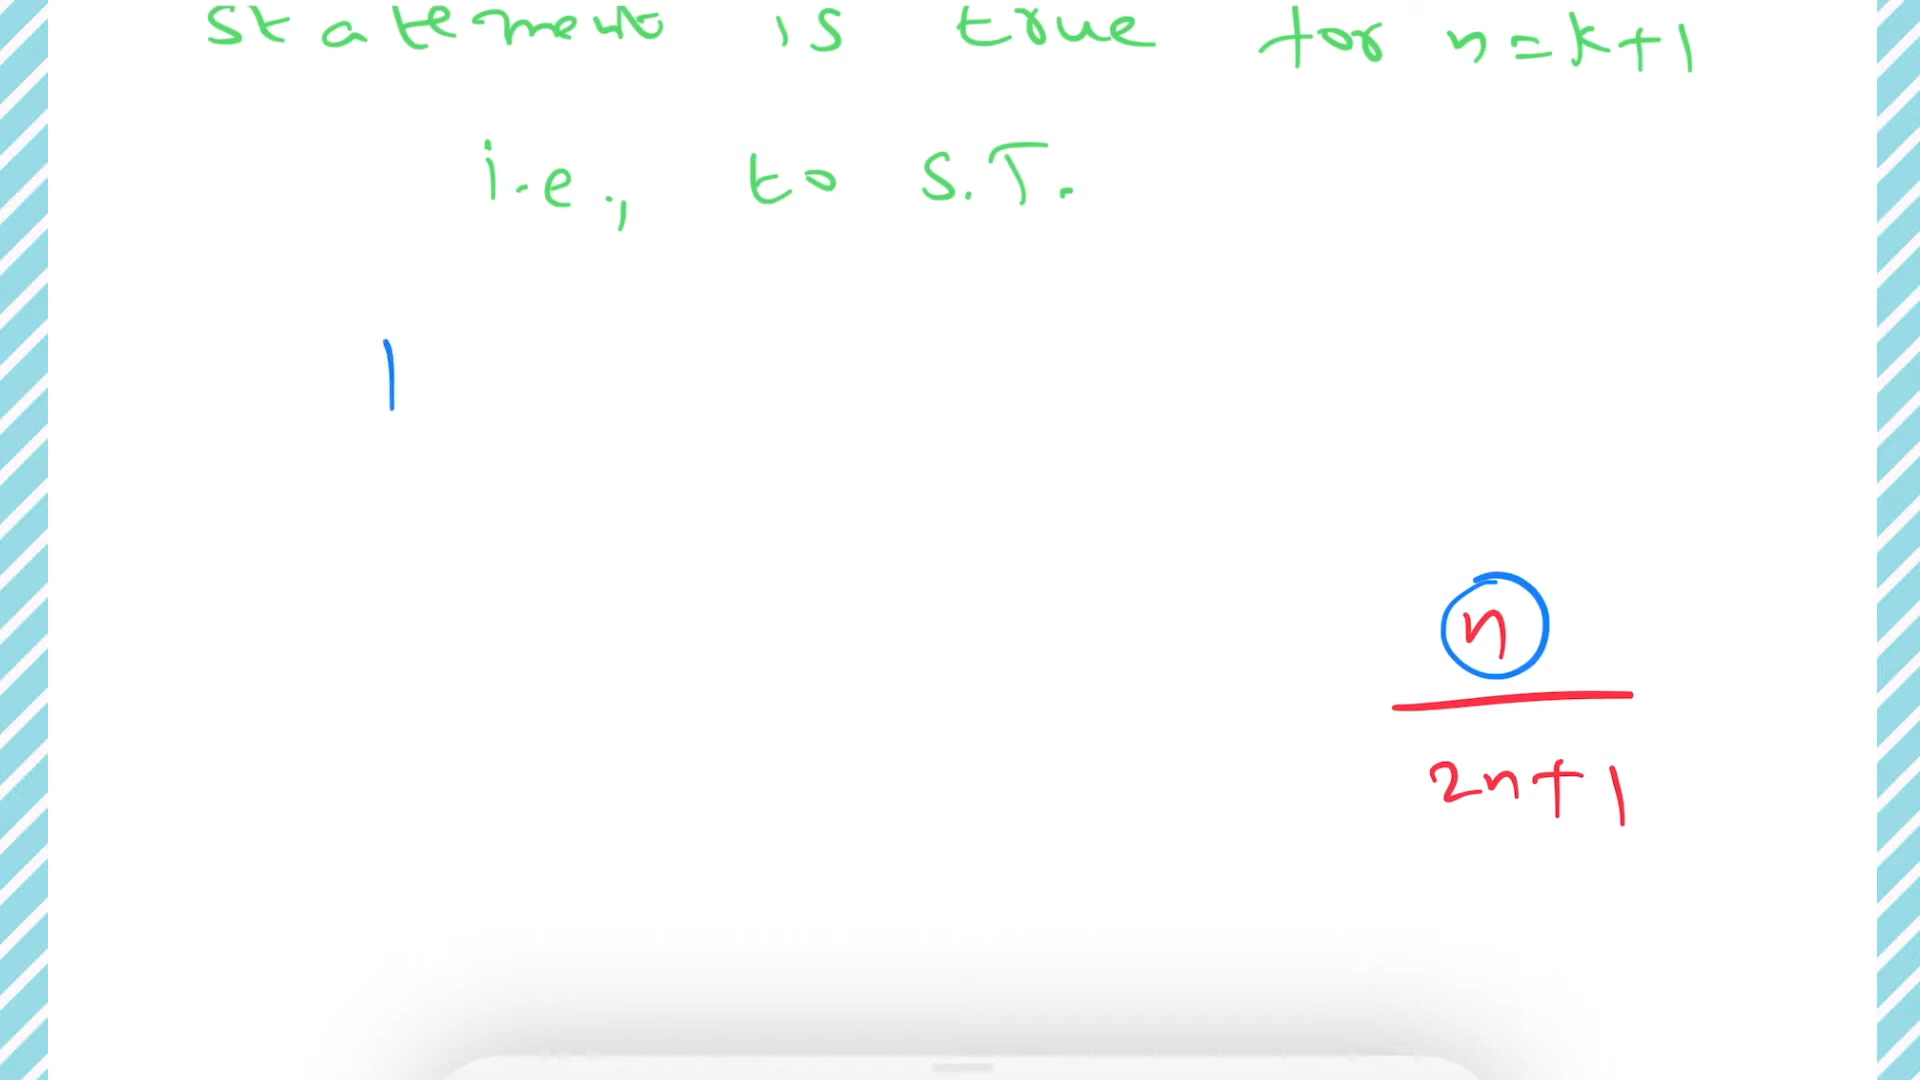 statement is true for n=k+1
i.e., to S.T.
1
n
2n+1